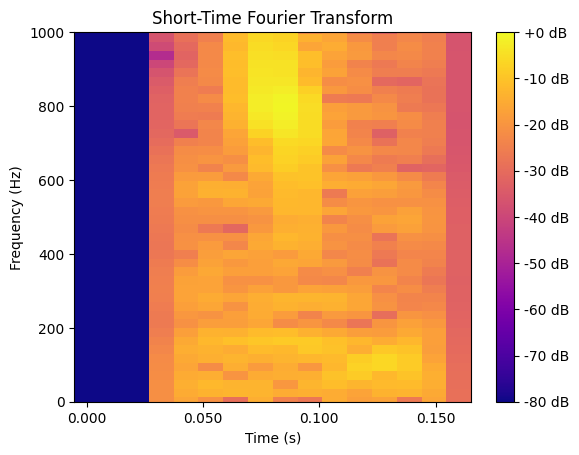 Short-Time Fourier Transform
1000
800
600
400
200
0
Frequency (Hz)
0.000
0.050
0.100
0.150
Time (s)
+0 dB
-10 dB
-20 dB
-30 dB
-40 dB
-50 dB
-60 dB
-70 dB
-80 dB